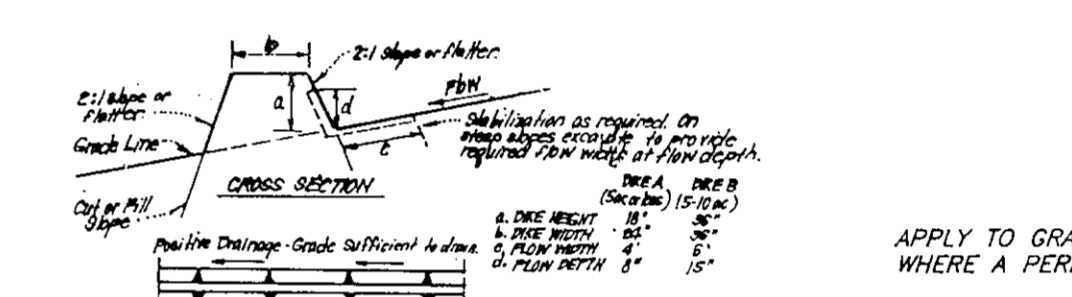 b
2:1 slope or flatter.
Flow
2:1 slope or
flatter
a
d
Stabilization as required. On
steep slopes excavate to provide
required flow width at flow depth.
Grade Line
c
CROSS SECTION
Cut or Fill
Slope
DIKE A DIKE B
(5ac or less) (5-10 ac)
a. DIKE HEIGHT 18" 36"
b. DIKE WIDTH 24" 36"
c. FLOW WIDTH 4' 6'
d. FLOW DEPTH 8" 15"
Positive Drainage - Grade Sufficient to drain.
APPLY TO GRA
WHERE A PER